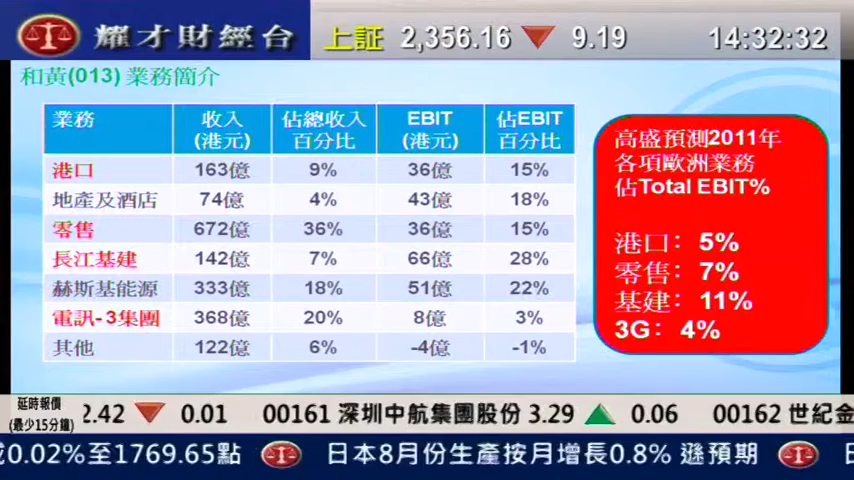 耀才財經台
上証 2,356.16 ▼ 9.19 14:32:32
和黃(013)業務簡介
業務 收入(港元) 佔總收入百分比 EBIT(港元) 佔EBIT百分比
港口 163億 9% 36億 15%
地產及酒店 74億 4% 43億 18%
零售 672億 36% 36億 15%
長江基建 142億 7% 66億 28%
赫斯基能源 333億 18% 51億 22%
電訊-3集團 368億 20% 8億 3%
其他 122億 6% -4億 -1%
高盛預測2011年
各項歐洲業務
佔Total EBIT%
港口：5%
零售：7%
基建：11%
3G：4%
延時報價
(最少15分鐘)
2.42 ▼ 0.01 00161 深圳中航集團股份 3.29 ▲ 0.06 00162 世紀金
0.02%至1769.65點 日本8月份生產按月增長0.8% 遜預期